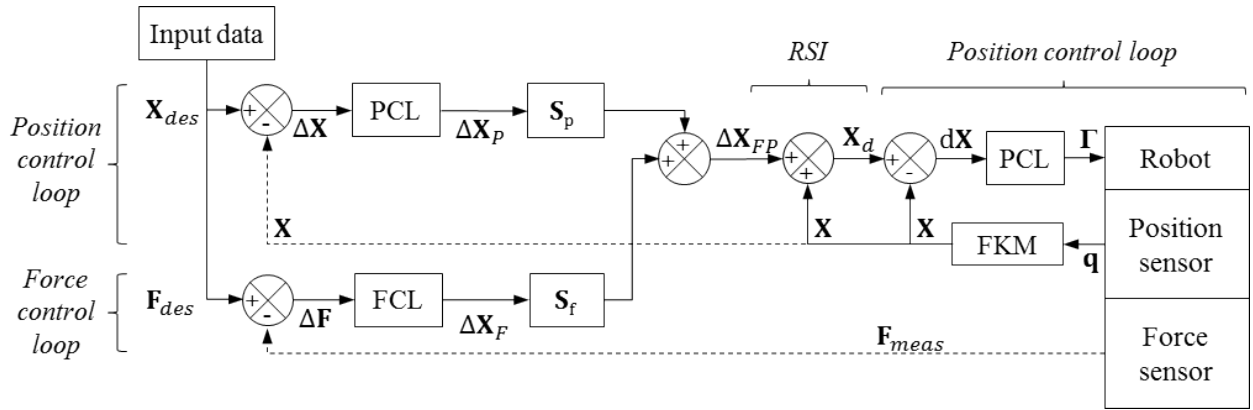 Input data
RSI
Position control loop
Position
control
loop
X_des
+
-
ΔX
PCL
ΔX_P
S_p
+
+
ΔX_FP
+
+
X_d
+
-
dX
PCL
Γ
Robot
X
X
X
FKM
q
Position
sensor
Force
control
loop
F_des
+
-
ΔF
FCL
ΔX_F
S_f
F_meas
Force
sensor